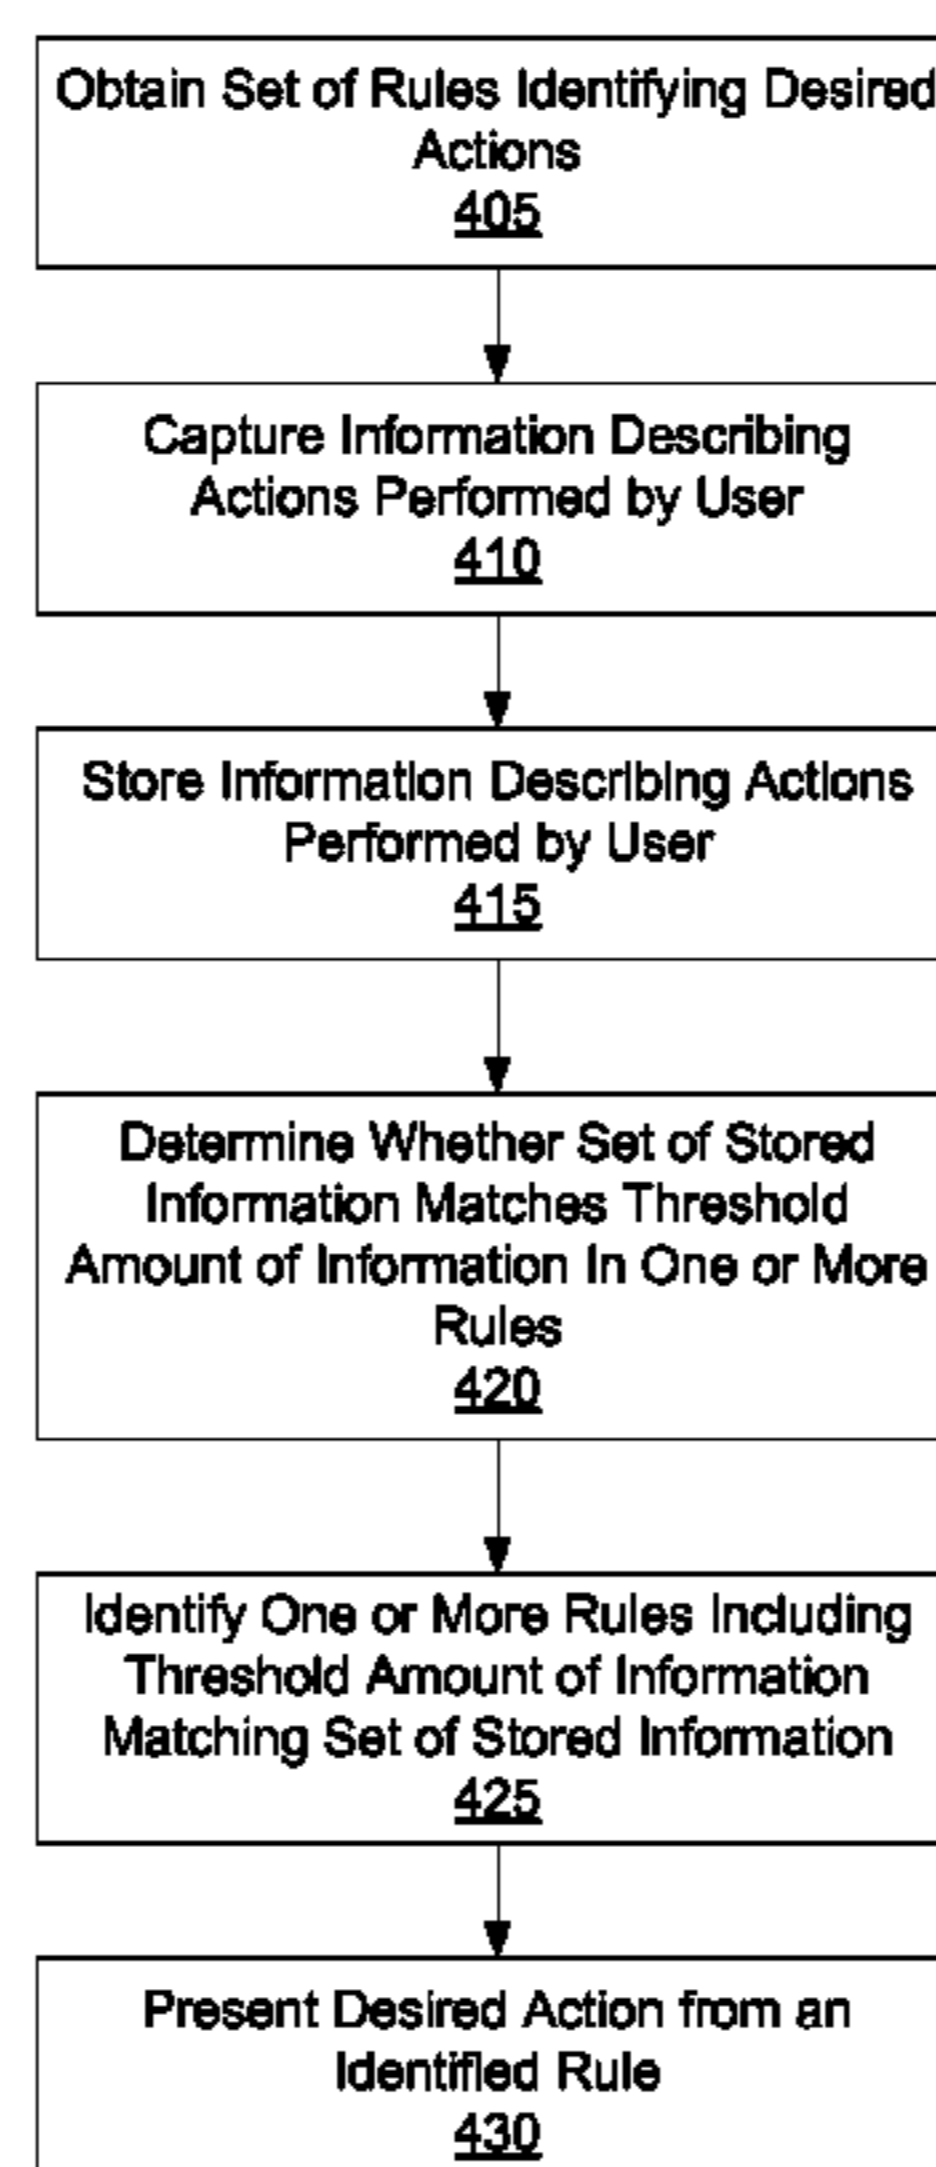 Obtain Set of Rules Identifying Desired
Actions
405
Capture Information Describing
Actions Performed by User
410
Store Information Describing Actions
Performed by User
415
Determine Whether Set of Stored
Information Matches Threshold
Amount of Information In One or More
Rules
420
Identify One or More Rules Including
Threshold Amount of Information
Matching Set of Stored Information
425
Present Desired Action from an
Identified Rule
430